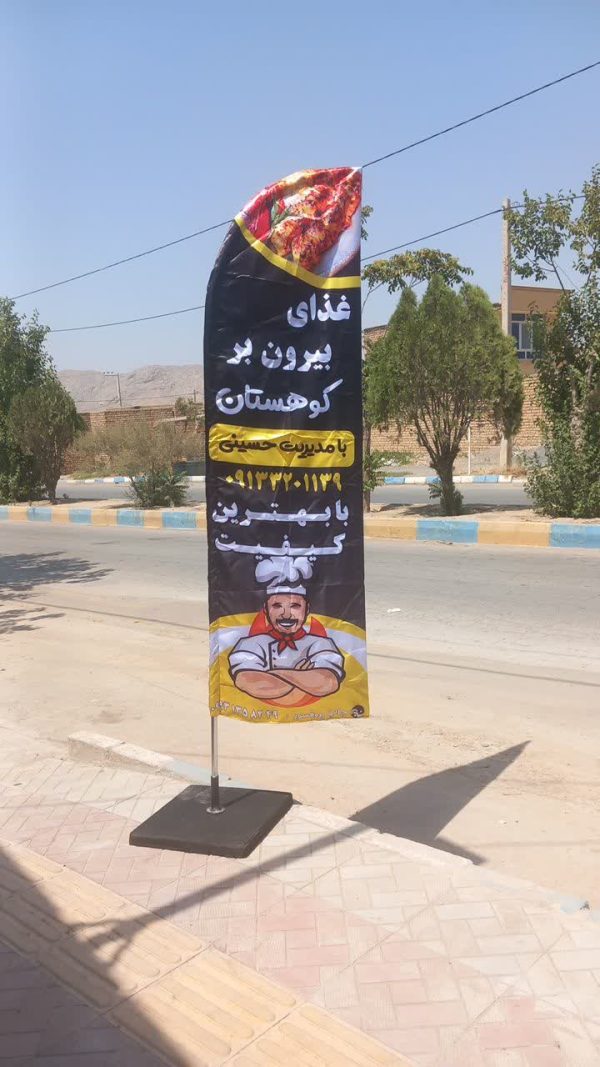 غذای
بیرون بر
کوهستان
با مدیریت حسینی
۰۹۱۳۳۲۰۱۱۳۹
با بهترین
کیفیت